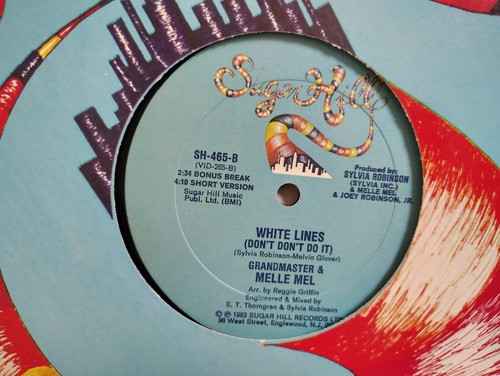 Sugar Hill
SH-465-B
(VID-265-B)
2:34 BONUS BREAK
4:10 SHORT VERSION
Sugar Hill Music
Publ. Ltd. (BMI)
Produced by:
SYLVIA ROBINSON
(SYLVIA INC.)
& MELLE MEL
& JOEY ROBINSON, JR.
WHITE LINES
(DON'T DON'T DO IT)
(Sylvia Robinson-Melvin Glover)
GRANDMASTER &
MELLE MEL
Arr. by Reggie Griffin
Engineered & Mixed by
E. T. Thorngren & Sylvia Robinson
© ℗ 1983 SUGAR HILL RECORDS LTD
96 West Street, Englewood, N.J.